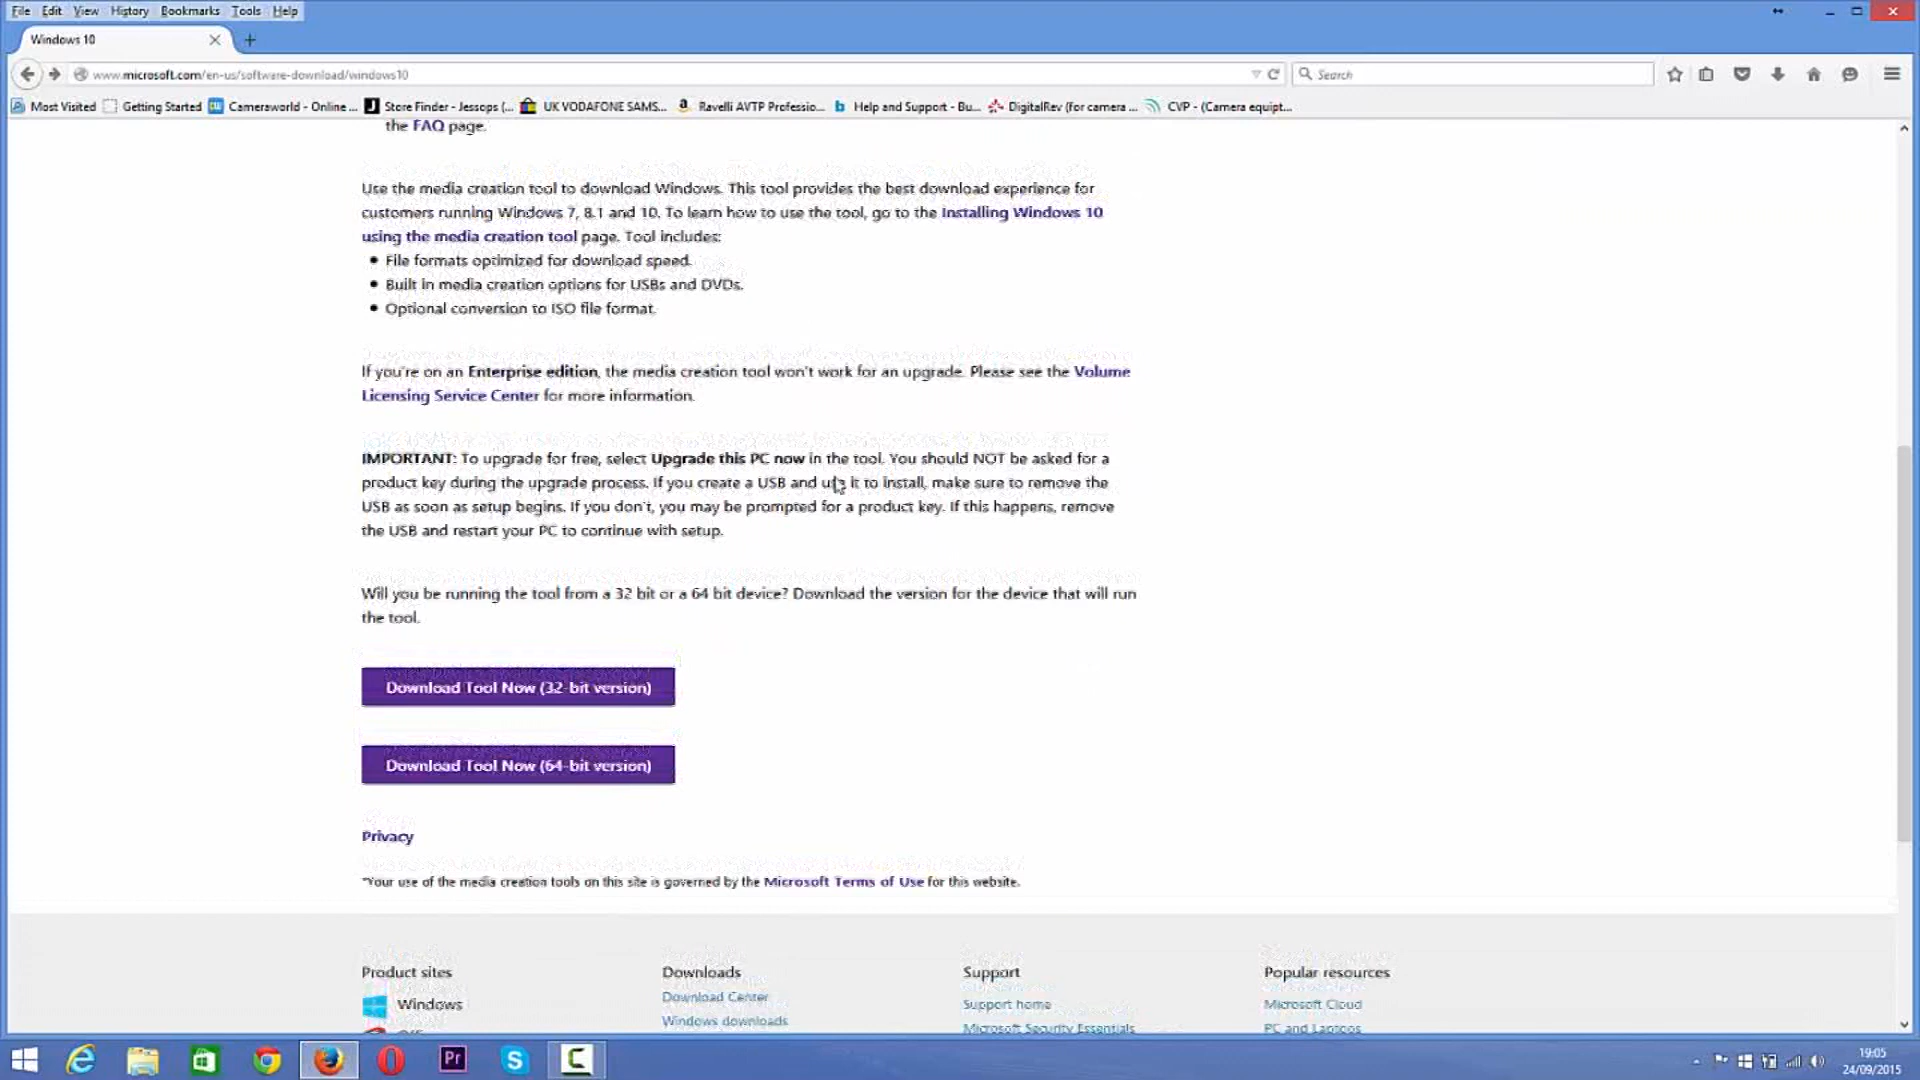 File Edit View History Bookmarks Tools Help
Windows 10
www.microsoft.com/en-us/software-download/windows10
Search
Most Visited Getting Started Cameraworld - Online ... Store Finder - Jessops (... UK VODAFONE SAMS... Ravelli AVTP Professio... Help and Support - Bu... DigitalRev (for camera ... CVP - (Camera equipt...
the FAQ page.
Use the media creation tool to download Windows. This tool provides the best download experience for
customers running Windows 7, 8.1 and 10. To learn how to use the tool, go to the Installing Windows 10
using the media creation tool page. Tool includes:
• File formats optimized for download speed.
• Built in media creation options for USBs and DVDs.
• Optional conversion to ISO file format.
If you're on an Enterprise edition, the media creation tool won't work for an upgrade. Please see the Volume
Licensing Service Center for more information.
IMPORTANT: To upgrade for free, select Upgrade this PC now in the tool. You should NOT be asked for a
product key during the upgrade process. If you create a USB and use it to install, make sure to remove the
USB as soon as setup begins. If you don't, you may be prompted for a product key. If this happens, remove
the USB and restart your PC to continue with setup.
Will you be running the tool from a 32 bit or a 64 bit device? Download the version for the device that will run
the tool.
Download Tool Now (32-bit version)
Download Tool Now (64-bit version)
Privacy
*Your use of the media creation tools on this site is governed by the Microsoft Terms of Use for this website.
Product sites Downloads Support Popular resources
Windows Download Center Support home Microsoft Cloud
Windows downloads Microsoft Security Essentials PC and Laptops
Pr
19:05
24/09/2015